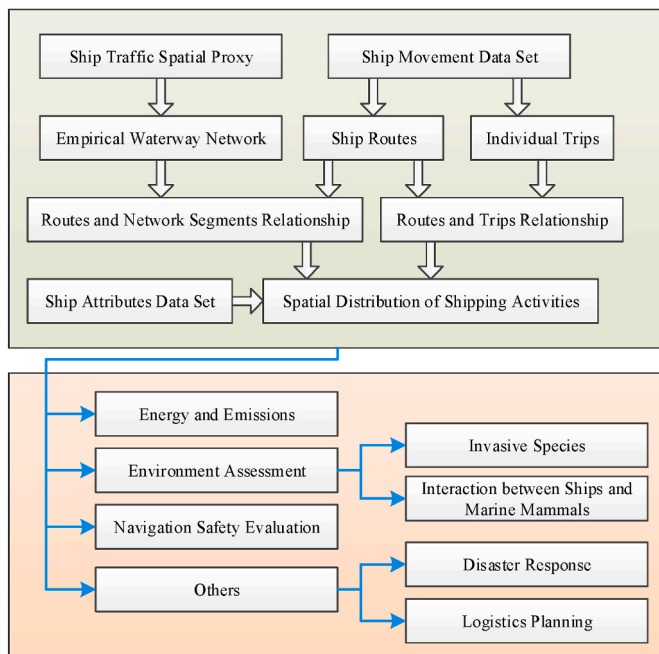 Ship Traffic Spatial Proxy
Ship Movement Data Set
Empirical Waterway Network
Ship Routes
Individual Trips
Routes and Network Segments Relationship
Routes and Trips Relationship
Ship Attributes Data Set
Spatial Distribution of Shipping Activities
Energy and Emissions
Environment Assessment
Invasive Species
Interaction between Ships and
Marine Mammals
Navigation Safety Evaluation
Others
Disaster Response
Logistics Planning